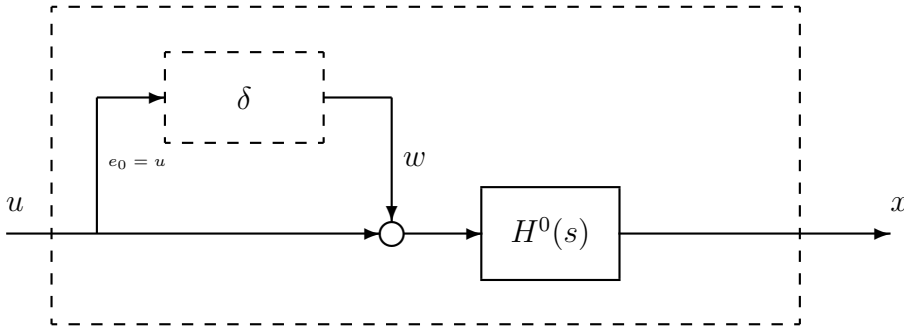 δ
e₀ = u
w
u
H⁰(s)
x